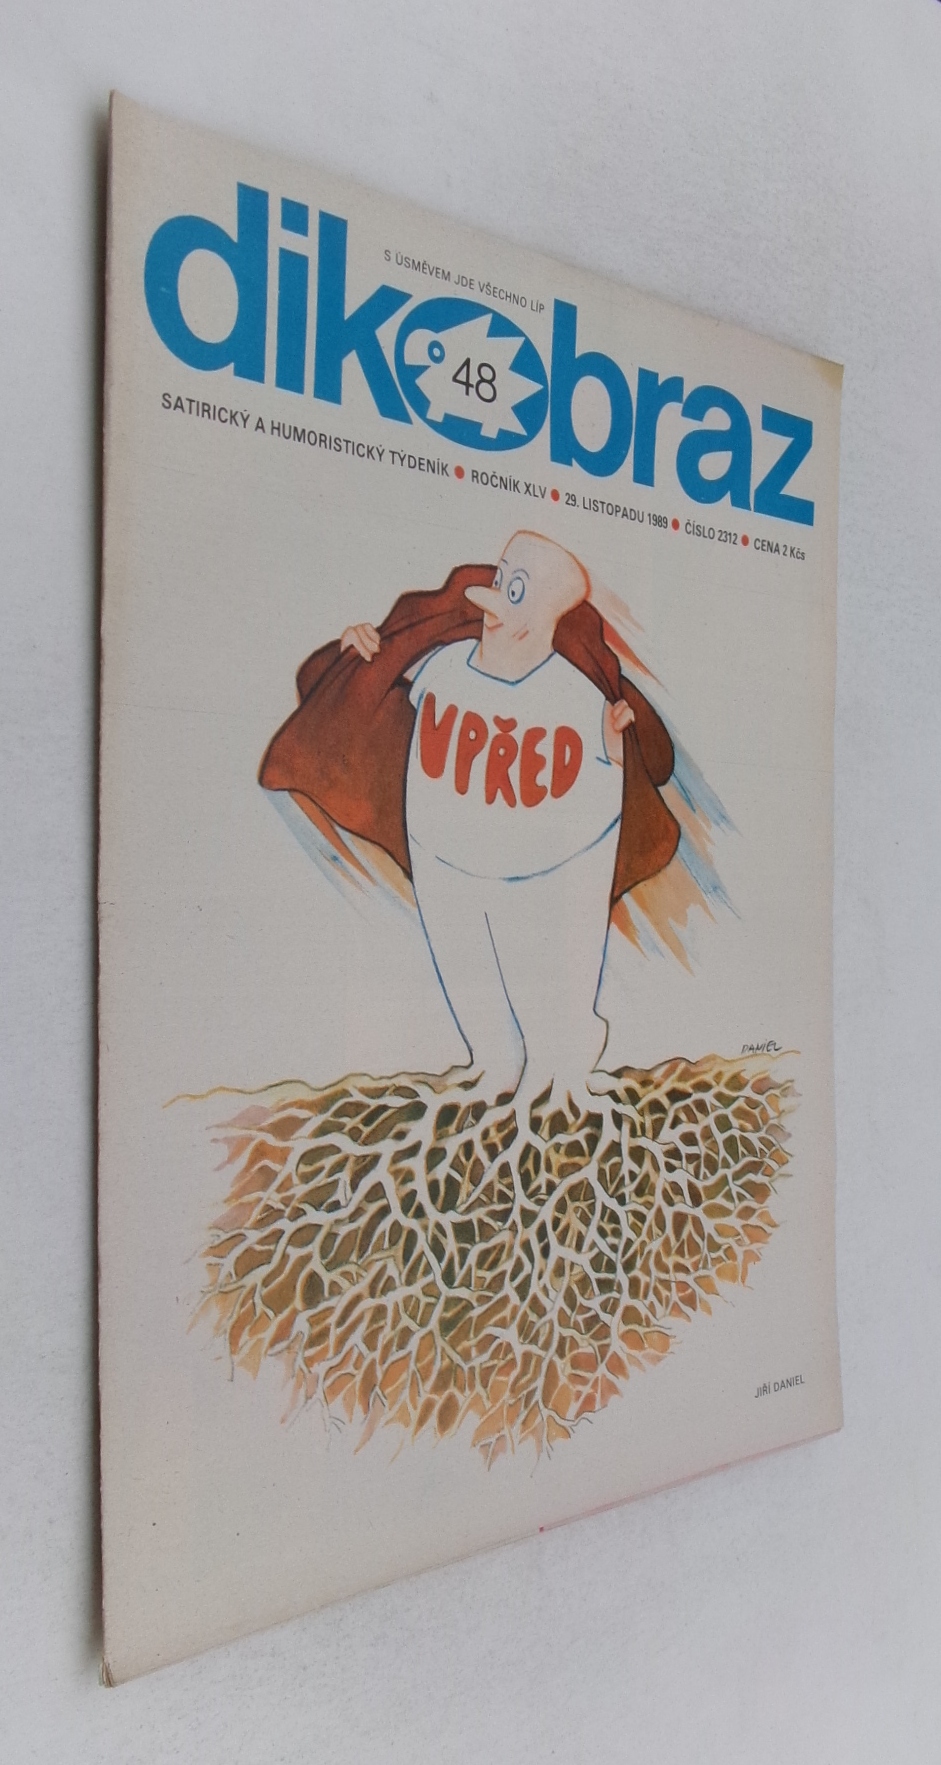 S ÚSMĚVEM JDE VŠECHNO LÍP
dikobraz
48
SATIRICKÝ A HUMORISTICKÝ TÝDENÍK ● ROČNÍK XLV ● 29. LISTOPADU 1989 ● ČÍSLO 2312 ● CENA 2 Kčs
VPŘED
DANIEL
JIŘÍ DANIEL